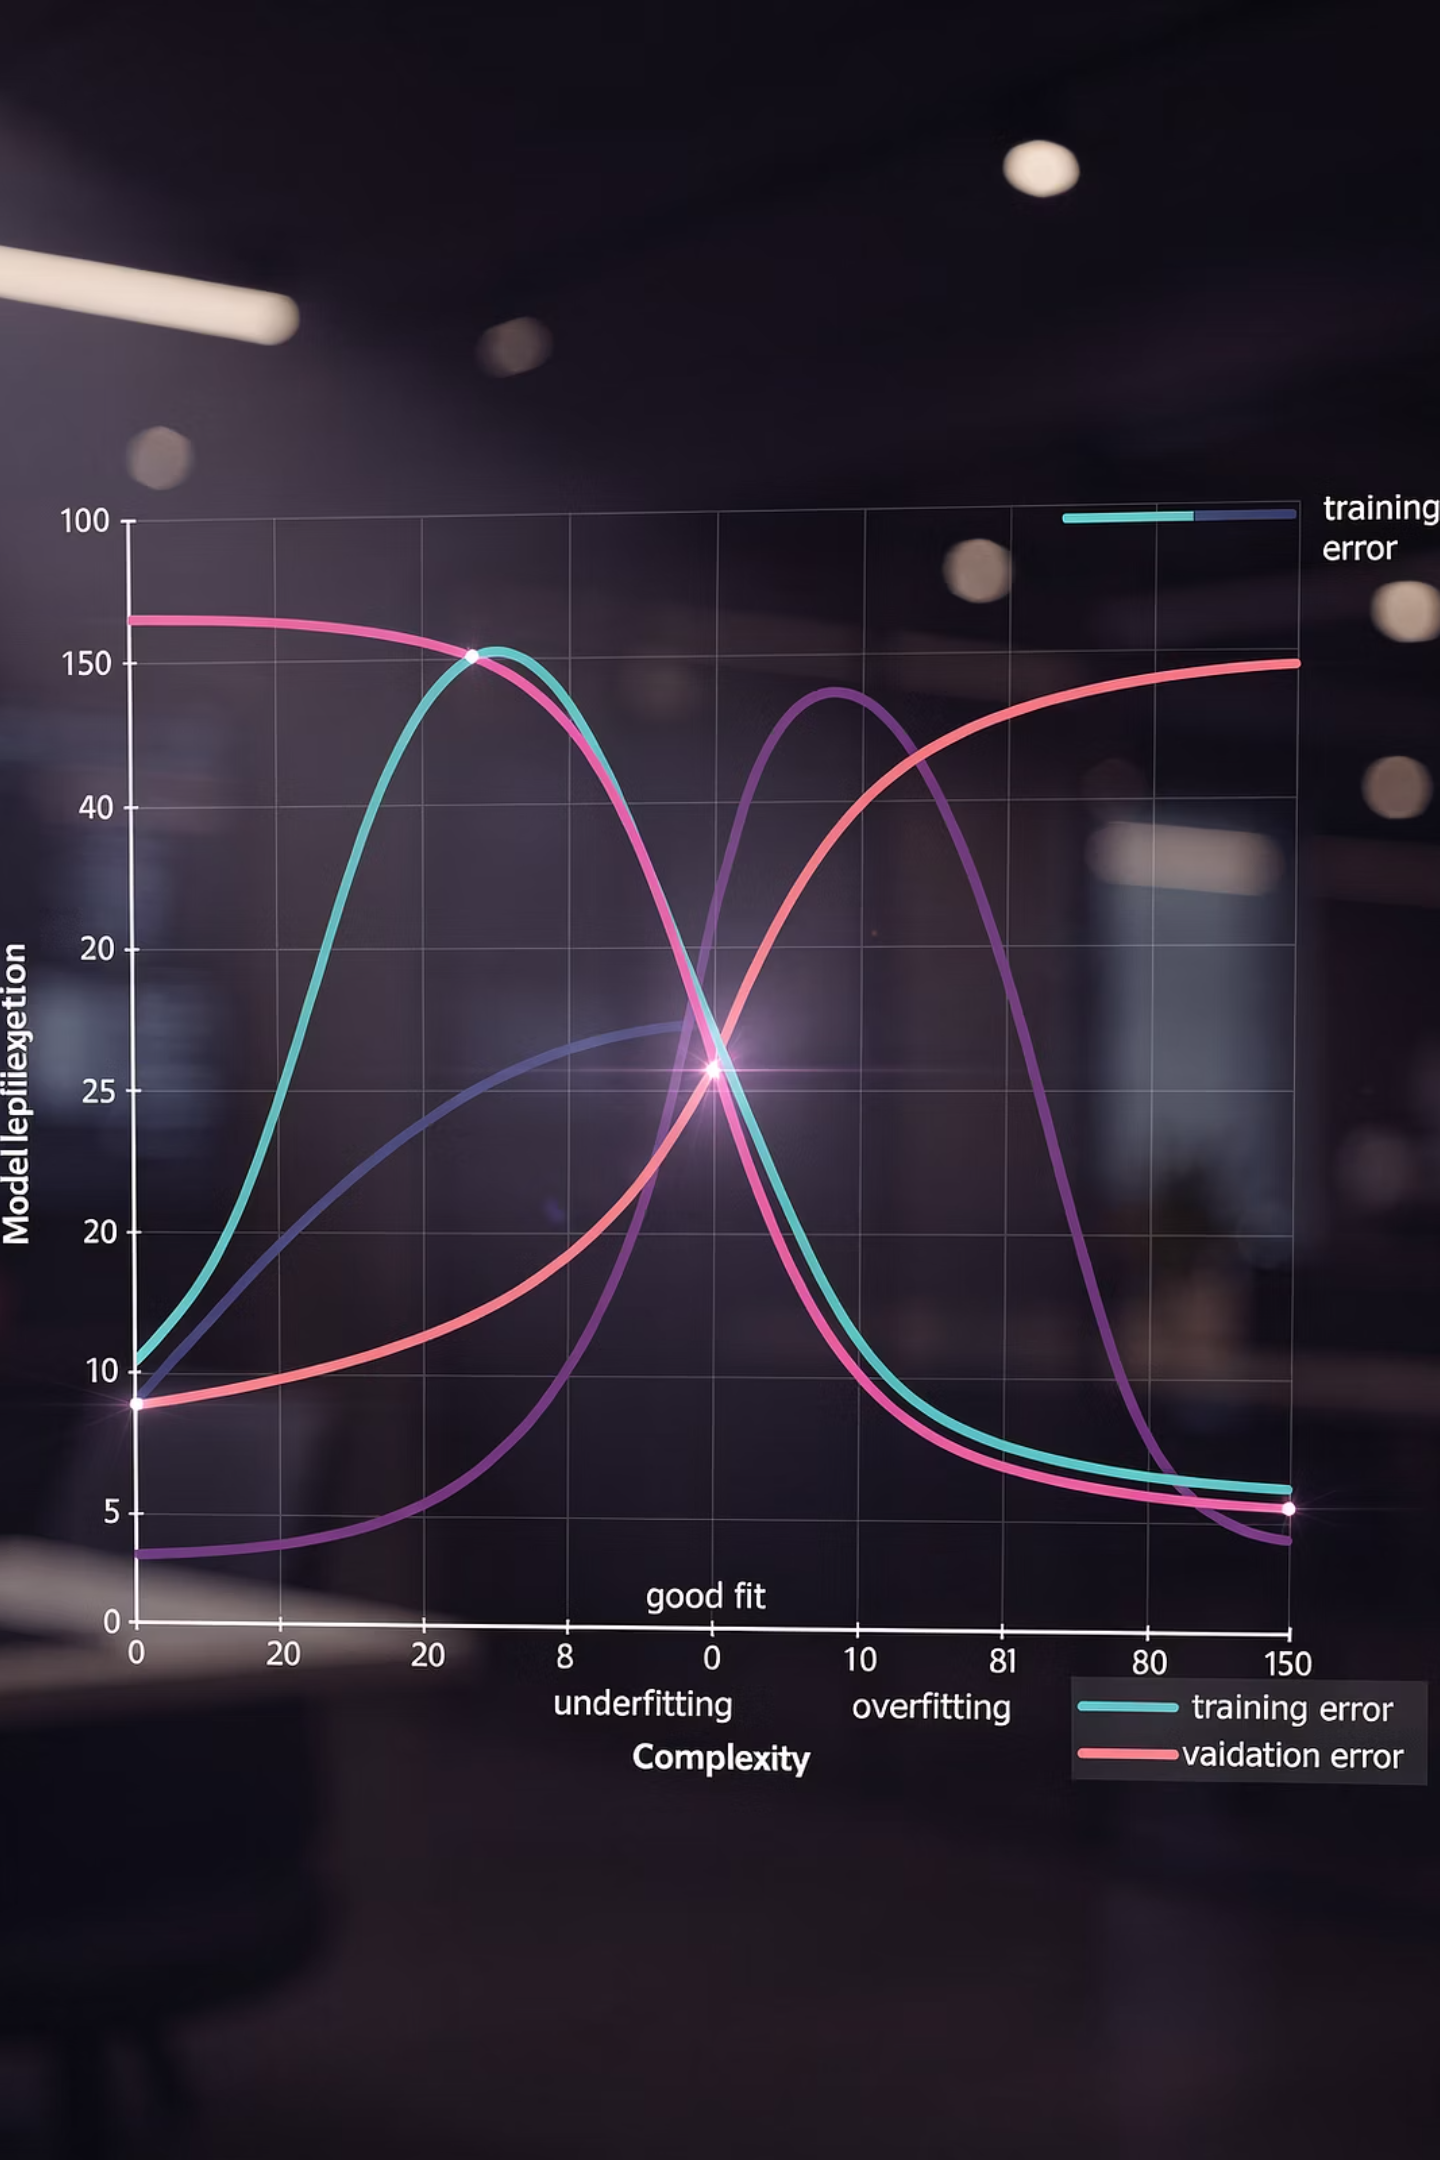 training
error
100
150
40
20
25
20
10
5
0
Model
good fit
0 20 20 8 0 10 81 80 150
underfitting overfitting
Complexity
training error
vaidation error